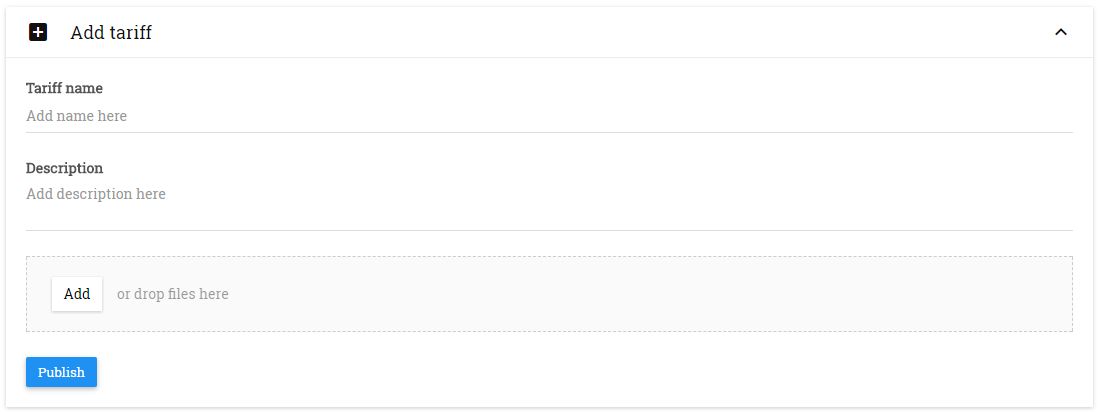 Add tariff
Tariff name
Add name here
Description
Add description here
Add or drop files here
Publish